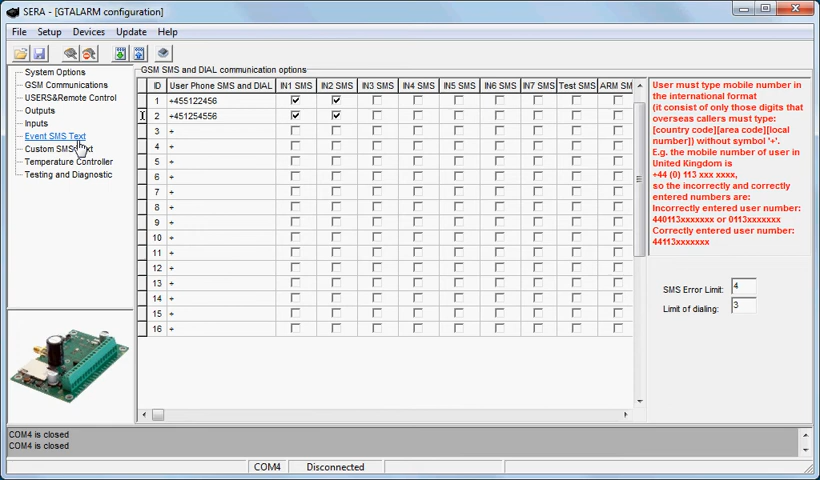 SERA - [GTALARM configuration]
File Setup Devices Update Help
System Options
GSM Communications
USERS&Remote Control
Outputs
Inputs
Event SMS Text
Custom SMS
Temperature Controller
Testing and Diagnostic
GSM SMS and DIAL communication options
ID User Phone SMS and DIAL IN1 SMS IN2 SMS IN3 SMS IN4 SMS IN5 SMS IN6 SMS IN7 SMS Test SMS ARM SM
1 +455122456
2 +451254556
3 +
4 +
5 +
6 +
7 +
8 +
9 +
10 +
11 +
12 +
13 +
14 +
15 +
16 +
User must type mobile number in
the international format
(it consist of only those digits that
overseas callers must type:
[country code][area code][local
number]) without symbol '+'.
E.g. the mobile number of user in
United Kingdom is
+44 (0) 113 xxx xxxx,
so the incorrectly and correctly
entered numbers are:
Incorrectly entered user number:
440113xxxxxxx or 0113xxxxxxx
Correctly entered user number:
44113xxxxxxx
SMS Error Limit: 4
Limit of dialing: 3
COM4 is closed
COM4 is closed
COM4 Disconnected